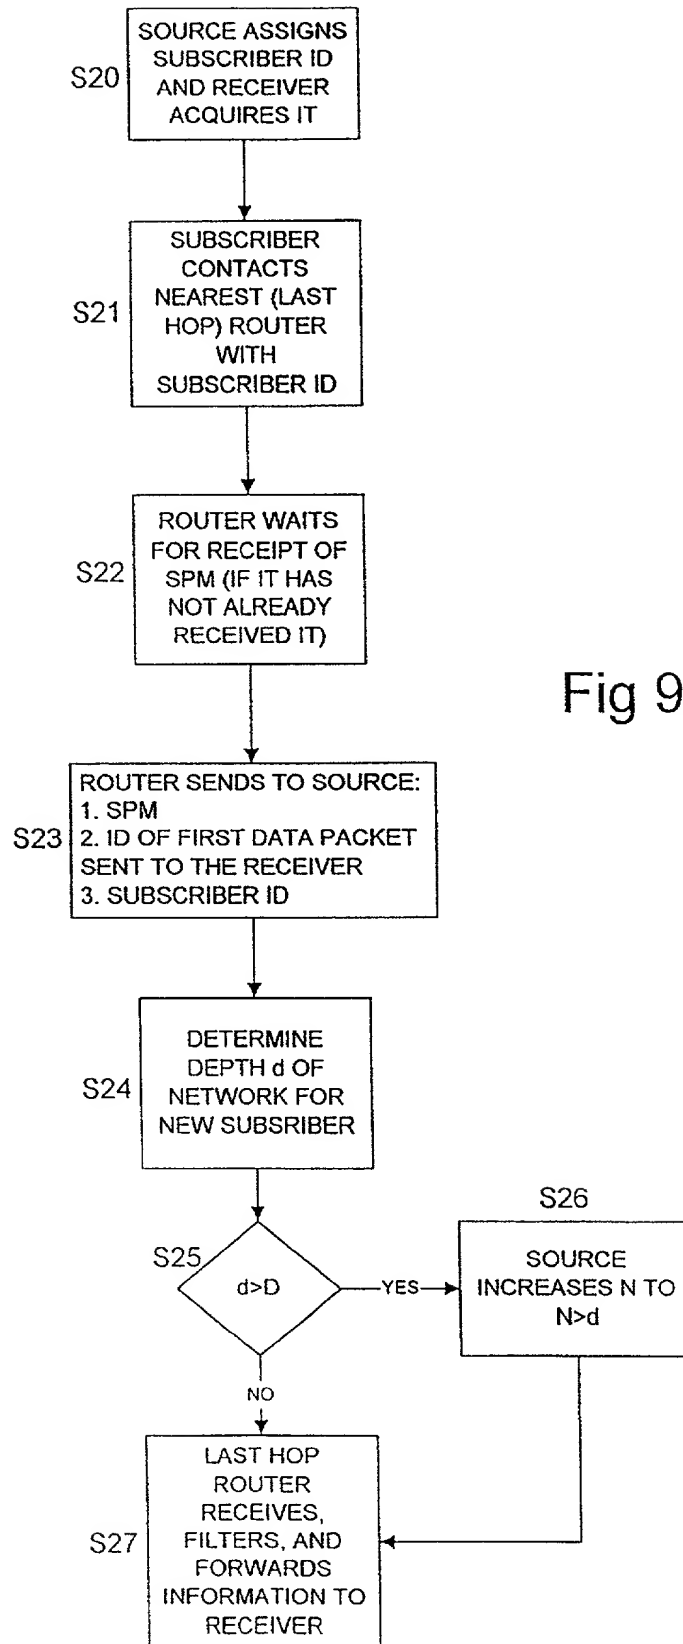 S20
SOURCE ASSIGNS
SUBSCRIBER ID
AND RECEIVER
ACQUIRES IT
S21
SUBSCRIBER
CONTACTS
NEAREST (LAST
HOP) ROUTER
WITH
SUBSCRIBER ID
S22
ROUTER WAITS
FOR RECEIPT OF
SPM (IF IT HAS
NOT ALREADY
RECEIVED IT)
Fig 9
S23
ROUTER SENDS TO SOURCE:
1. SPM
2. ID OF FIRST DATA PACKET
SENT TO THE RECEIVER
3. SUBSCRIBER ID
S24
DETERMINE
DEPTH d OF
NETWORK FOR
NEW SUBSRIBER
S25
d>D
YES
S26
SOURCE
INCREASES N TO
N>d
NO
S27
LAST HOP
ROUTER
RECEIVES,
FILTERS, AND
FORWARDS
INFORMATION TO
RECEIVER